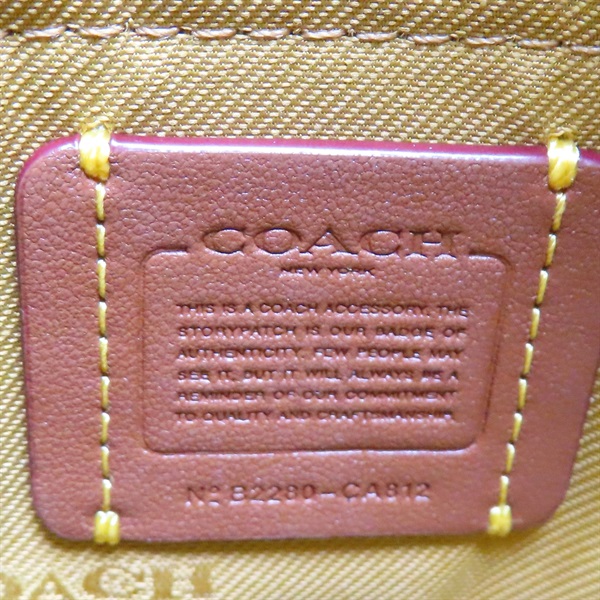 COACH
NEW YORK
THIS IS A COACH ACCESSORY. THE
STORYPATCH IS OUR BADGE OF
AUTHENTICITY. FEW PEOPLE MAY
SEE IT, BUT IT WILL ALWAYS BE A
REMINDER OF OUR COMMITMENT
TO QUALITY AND CRAFTSMANSHIP.
Nº B2280-CA812
COACH